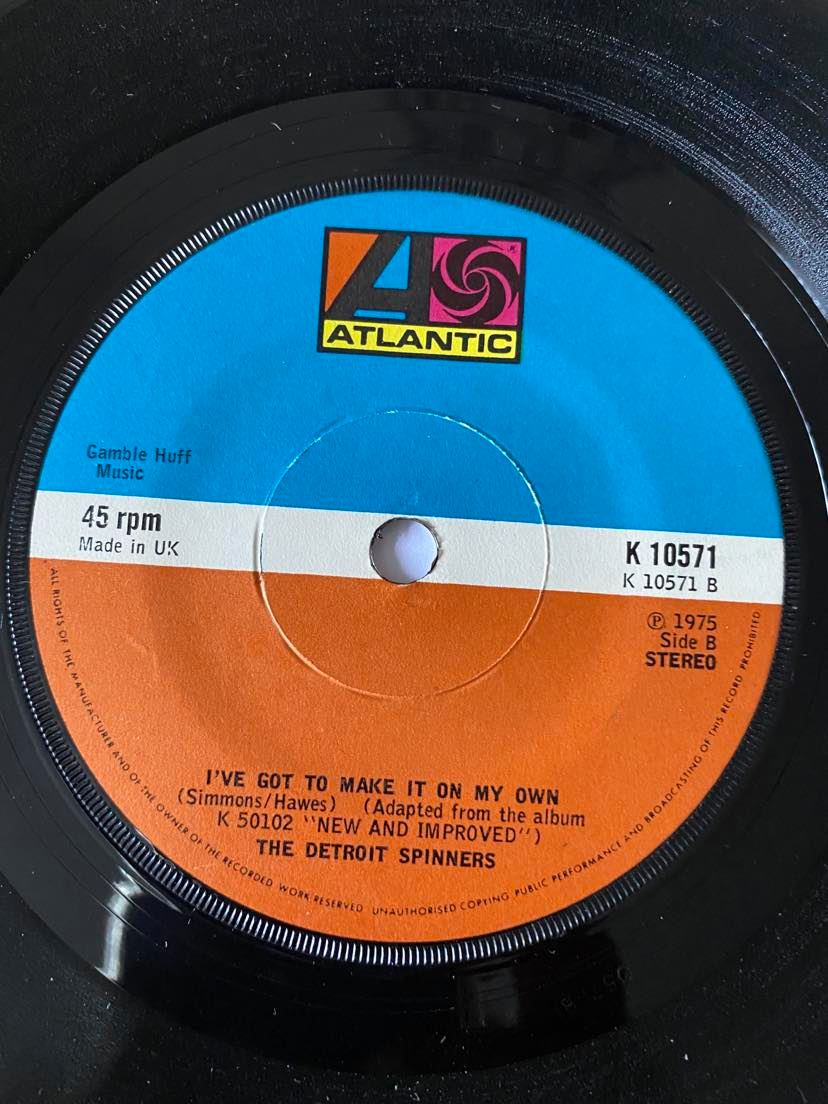 ATLANTIC
Gamble Huff
Music
45 rpm
Made in UK
K 10571
K 10571 B
Ⓟ 1975
Side B
STEREO
I'VE GOT TO MAKE IT ON MY OWN
(Simmons/Hawes) (Adapted from the album
K 50102 "NEW AND IMPROVED")
THE DETROIT SPINNERS
ALL RIGHTS OF THE MANUFACTURER AND OF THE OWNER OF THE RECORDED WORK RESERVED UNAUTHORISED COPYING PUBLIC PERFORMANCE AND BROADCASTING OF THIS RECORD PROHIBITED